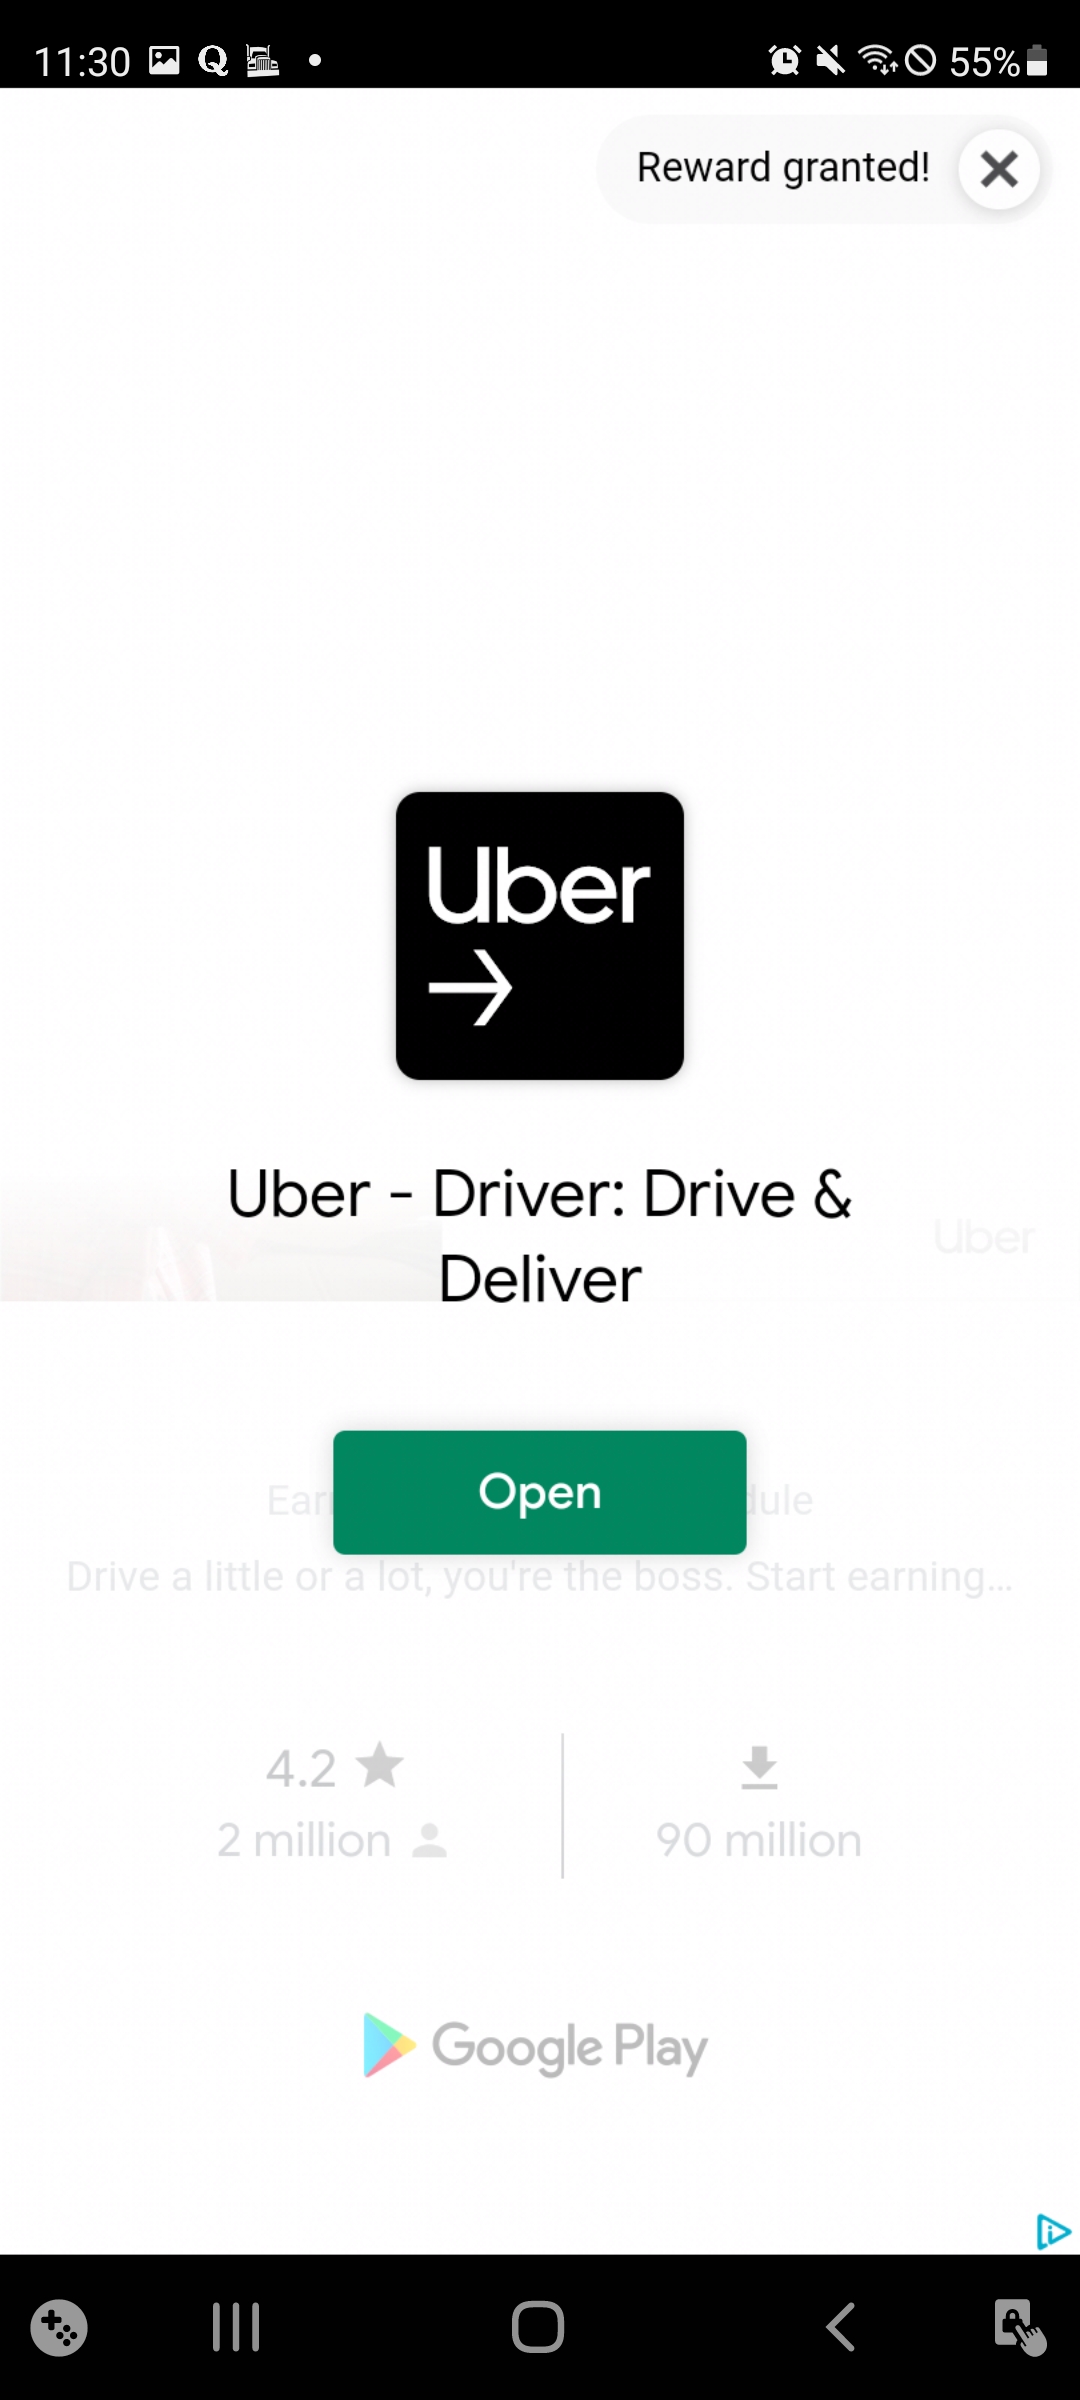 11:30
55%
Reward granted!
Uber
Uber - Driver: Drive &
Deliver
Uber
Open
Drive a little or a lot, you're the boss. Start earning...
4.2
2 million
90 million
Google Play